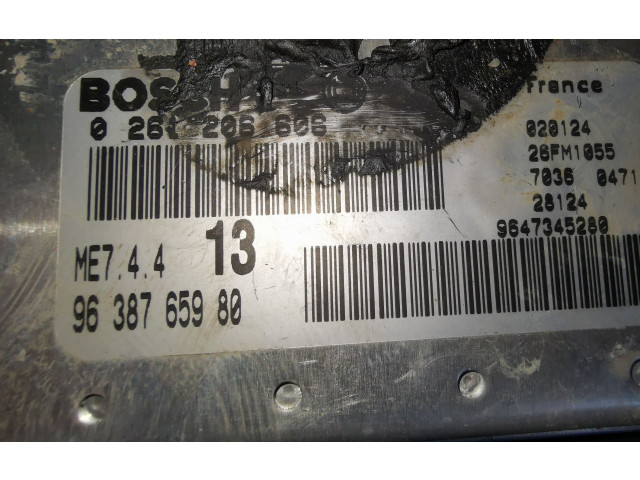 BOSCH
0 261 206 606
ME7.4.4 13
96 387 659 80
france
020124
26FM1055
7036 0471
28124
9647345280